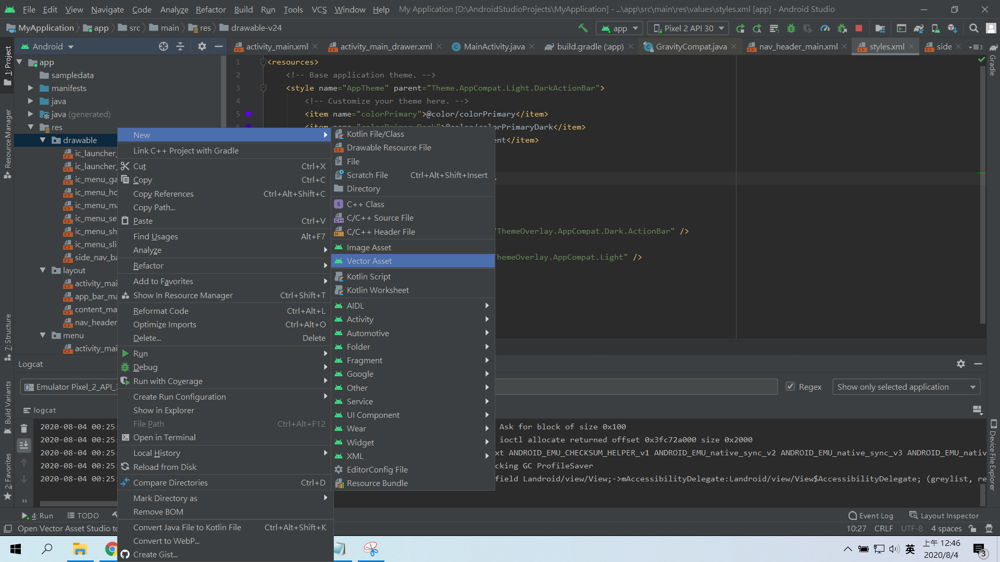 File Edit View Navigate Code Analyze Refactor Build Run Tools VCS Window Help My Application [D:\AndroidStudioProjects\MyApplication] - ...\app\src\main\res\values\styles.xml [app] - Android Studio
MyApplication app src main res drawable-v24 app Pixel 2 API 30
1: Project
Resource Manager
Z: Structure
Build Variants
2: Favorites
Android
app
sampledata
manifests
java
java (generated)
res
drawable
ic_launcher_
ic_launcher_
ic_menu_ga
ic_menu_ho
ic_menu_ma
ic_menu_se
ic_menu_sh
ic_menu_sli
side_nav_ba
layout
activity_mai
app_bar_ma
content_ma
nav_header
menu
activity_mai
activity_main.xml activity_main_drawer.xml MainActivity.java build.gradle (:app) GravityCompat.java nav_header_main.xml styles.xml side 3
1 <resources>
2 <!-- Base application theme. -->
3 <style name="AppTheme" parent="Theme.AppCompat.Light.DarkActionBar">
4 <!-- Customize your theme here. -->
5 <item name="colorPrimary">@color/colorPrimary</item>
6 <item name="colorPrimaryDark">@color/colorPrimaryDark</item>
ent</item>
>
"ThemeOverlay.AppCompat.Dark.ActionBar" />
ThemeOverlay.AppCompat.Light" />
New
Link C++ Project with Gradle
Cut Ctrl+X
Copy Ctrl+C
Copy References Ctrl+Alt+Shift+C
Copy Path...
Paste Ctrl+V
Find Usages Alt+F7
Analyze
Refactor
Add to Favorites
Show In Resource Manager Ctrl+Shift+T
Reformat Code Ctrl+Alt+L
Optimize Imports Ctrl+Alt+O
Delete... Delete
Run
Debug
Run with Coverage
Create Run Configuration
Show in Explorer
File Path Ctrl+Alt+F12
Open in Terminal
Local History
Reload from Disk
Compare Directories Ctrl+D
Mark Directory as
Remove BOM
Convert Java File to Kotlin File Ctrl+Alt+Shift+K
Convert to WebP...
Create Gist...
Kotlin File/Class
Drawable Resource File
File
Scratch File Ctrl+Alt+Shift+Insert
Directory
S C++ Class
C/C++ Source File
C/C++ Header File
Image Asset
Vector Asset
Kotlin Script
Kotlin Worksheet
AIDL
Activity
Automotive
Folder
Fragment
Google
Other
Service
UI Component
Wear
Widget
XML
EditorConfig File
Resource Bundle
Gradle
Device File Explorer
Logcat
Emulator Pixel_2_API_3 Regex Show only selected application
logcat
2020-08-04 00:25: Ask for block of size 0x100
2020-08-04 00:25: ioctl allocate returned offset 0x3fc72a000 size 0x2000
2020-08-04 00:25: xt ANDROID_EMU_CHECKSUM_HELPER_v1 ANDROID_EMU_native_sync_v2 ANDROID_EMU_native_sync_v3 ANDROID_EMU_nativ
2020-08-04 00:25: cking GC ProfileSaver
2020-08-04 00:25: field Landroid/view/View;->mAccessibilityDelegate:Landroid/view/View$AccessibilityDelegate; (greylist, re
4: Run TODO Event Log Layout Inspector
Open Vector Asset Studio to 10:27 CRLF UTF-8 4 spaces
英 上午 12:46
2020/8/4 3